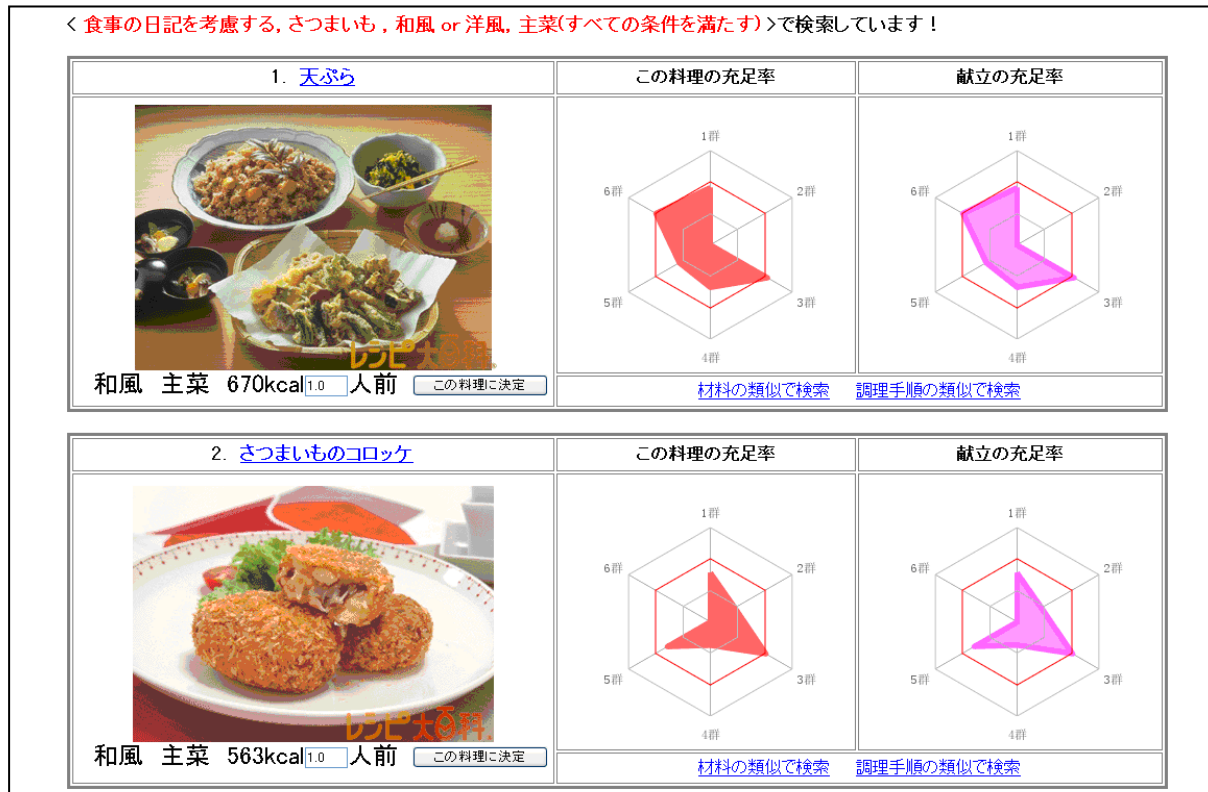 < 食事の日記を考慮する, さつまいも , 和風 or 洋風, 主菜(すべての条件を満たす) >で検索しています！
1. 天ぷら
この料理の充足率
献立の充足率
1群
2群
3群
4群
5群
6群
1群
2群
3群
4群
5群
6群
レシピ大百科
和風 主菜 670kcal 1.0 人前 この料理に決定
材料の類似で検索 調理手順の類似で検索
2. さつまいものコロッケ
この料理の充足率
献立の充足率
1群
2群
3群
4群
5群
6群
1群
2群
3群
4群
5群
6群
レシピ大百科
和風 主菜 563kcal 1.0 人前 この料理に決定
材料の類似で検索 調理手順の類似で検索